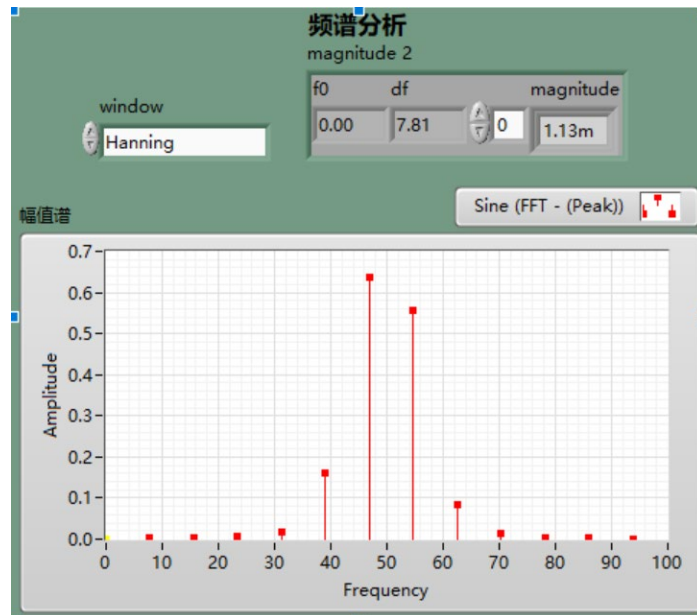 频谱分析
magnitude 2
f0 df magnitude
0.00 7.81 0 1.13m
window
Hanning
幅值谱
Sine (FFT - (Peak))
0.7
0.6
0.5
0.4
0.3
0.2
0.1
0.0
Amplitude
0 10 20 30 40 50 60 70 80 90 100
Frequency